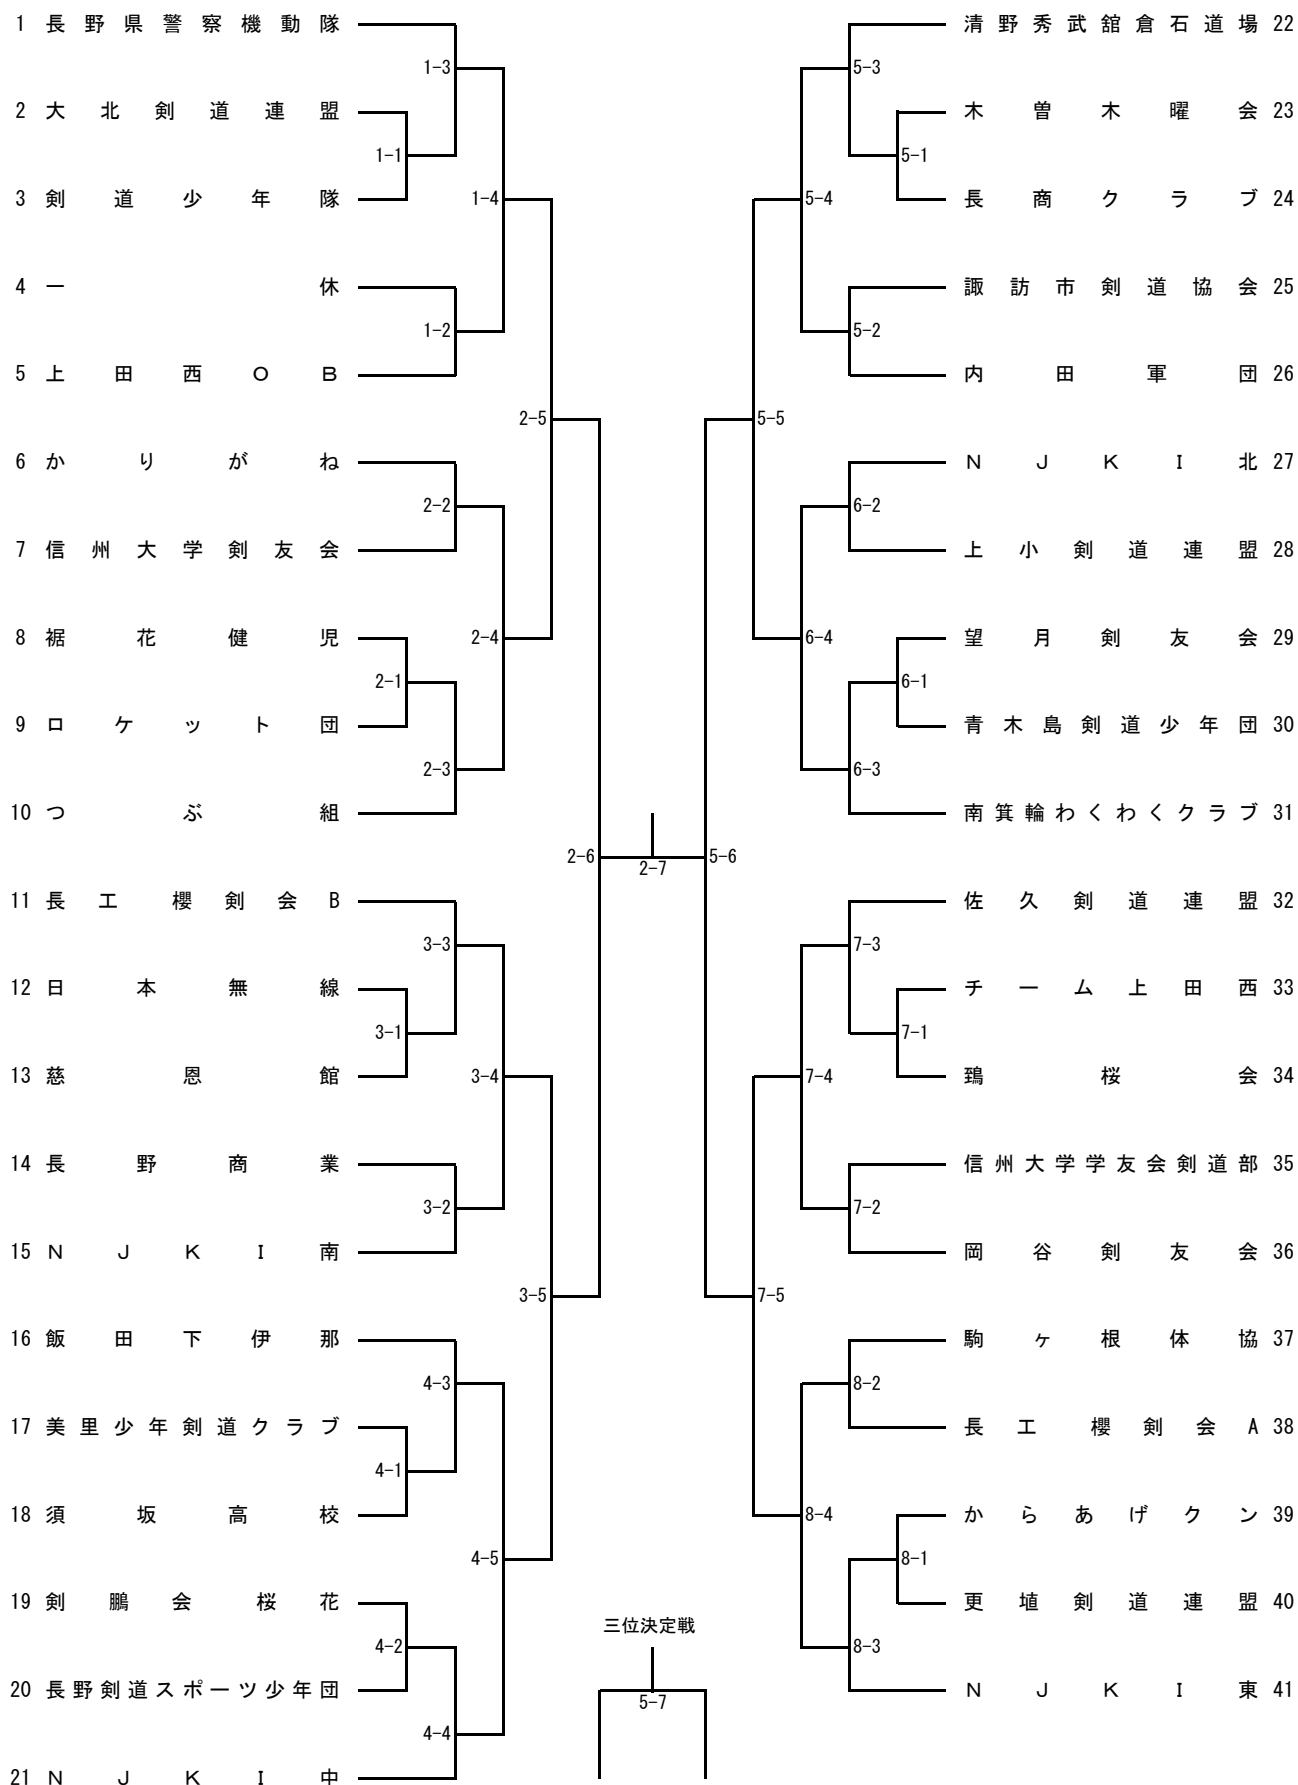 1 長野県警察機動隊
1-3
2 大北剣道連盟
1-1
3 剣道少年隊
1-4
4 一休
1-2
5 上田西OB
2-5
6 かりがね
2-2
7 信州大学剣友会
8 裾花健児
2-4
2-1
9 ロケット団
2-3
10 つぶ組
2-6
11 長工櫻剣会B
3-3
12 日本無線
3-1
13 慈恩館
3-4
14 長野商業
3-2
15 NJKI南
3-5
16 飯田下伊那
4-3
17 美里少年剣道クラブ
4-1
18 須坂高校
4-5
19 剣鵬会桜花
4-2
20 長野剣道スポーツ少年団
4-4
21 NJKI中
2-7
三位決定戦
5-7
清野秀武舘倉石道場 22
5-3
木曽木曜会 23
5-1
長商クラブ 24
5-4
諏訪市剣道協会 25
5-2
内田軍団 26
5-5
NJKI北 27
6-2
上小剣道連盟 28
望月剣友会 29
6-4
6-1
青木島剣道少年団 30
6-3
南箕輪わくわくクラブ 31
5-6
佐久剣道連盟 32
7-3
チーム上田西 33
7-1
鵄桜会 34
7-4
信州大学学友会剣道部 35
7-2
岡谷剣友会 36
7-5
駒ヶ根体協 37
8-2
長工櫻剣会A 38
からあげクン 39
8-4
8-1
更埴剣道連盟 40
8-3
NJKI東 41